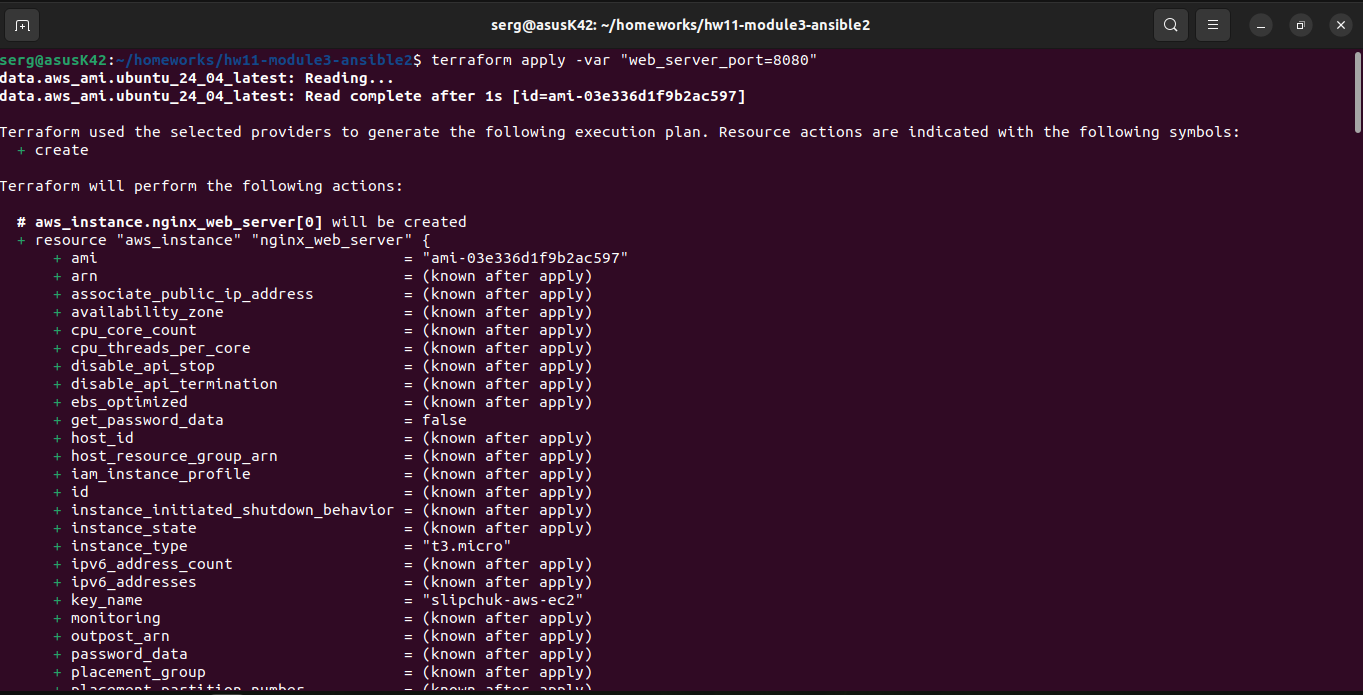 serg@asusK42: ~/homeworks/hw11-module3-ansible2
serg@asusK42:~/homeworks/hw11-module3-ansible2$ terraform apply -var "web_server_port=8080"
data.aws_ami.ubuntu_24_04_latest: Reading...
data.aws_ami.ubuntu_24_04_latest: Read complete after 1s [id=ami-03e336d1f9b2ac597]
Terraform used the selected providers to generate the following execution plan. Resource actions are indicated with the following symbols:
  + create
Terraform will perform the following actions:
  # aws_instance.nginx_web_server[0] will be created
  + resource "aws_instance" "nginx_web_server" {
      + ami                                  = "ami-03e336d1f9b2ac597"
      + arn                                  = (known after apply)
      + associate_public_ip_address          = (known after apply)
      + availability_zone                    = (known after apply)
      + cpu_core_count                       = (known after apply)
      + cpu_threads_per_core                 = (known after apply)
      + disable_api_stop                     = (known after apply)
      + disable_api_termination              = (known after apply)
      + ebs_optimized                        = (known after apply)
      + get_password_data                    = false
      + host_id                              = (known after apply)
      + host_resource_group_arn              = (known after apply)
      + iam_instance_profile                 = (known after apply)
      + id                                   = (known after apply)
      + instance_initiated_shutdown_behavior = (known after apply)
      + instance_state                       = (known after apply)
      + instance_type                        = "t3.micro"
      + ipv6_address_count                   = (known after apply)
      + ipv6_addresses                       = (known after apply)
      + key_name                             = "slipchuk-aws-ec2"
      + monitoring                           = (known after apply)
      + outpost_arn                          = (known after apply)
      + password_data                        = (known after apply)
      + placement_group                      = (known after apply)
      + placement_partition_number           = (known after apply)